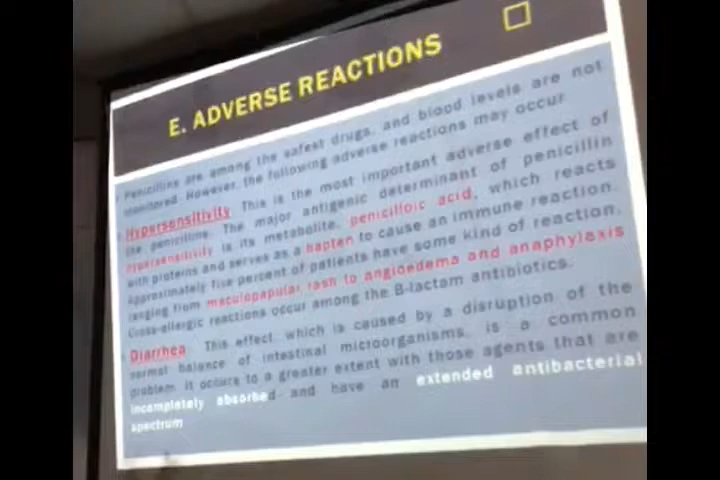 E. ADVERSE REACTIONS
Penicillins are among the safest drugs, and blood levels are not
monitored. However, the following adverse reactions may occur.
Hypersensitivity This is the most important adverse effect of
the penicillins. The major antigenic determinant of penicillin
hypersensitivity is its metabolite, penicilloic acid, which reacts
with proteins and serves as a hapten to cause an immune reaction.
Approximately five percent of patients have some kind of reaction,
ranging from maculopapular rash to angioedema and anaphylaxis
Cross-allergic reactions occur among the B-lactam antibiotics.
Diarrhea This effect, which is caused by a disruption of the
normal balance of intestinal microorganisms, is a common
problem. It occurs to a greater extent with those agents that are
incompletely absorbed and have an extended antibacterial
spectrum